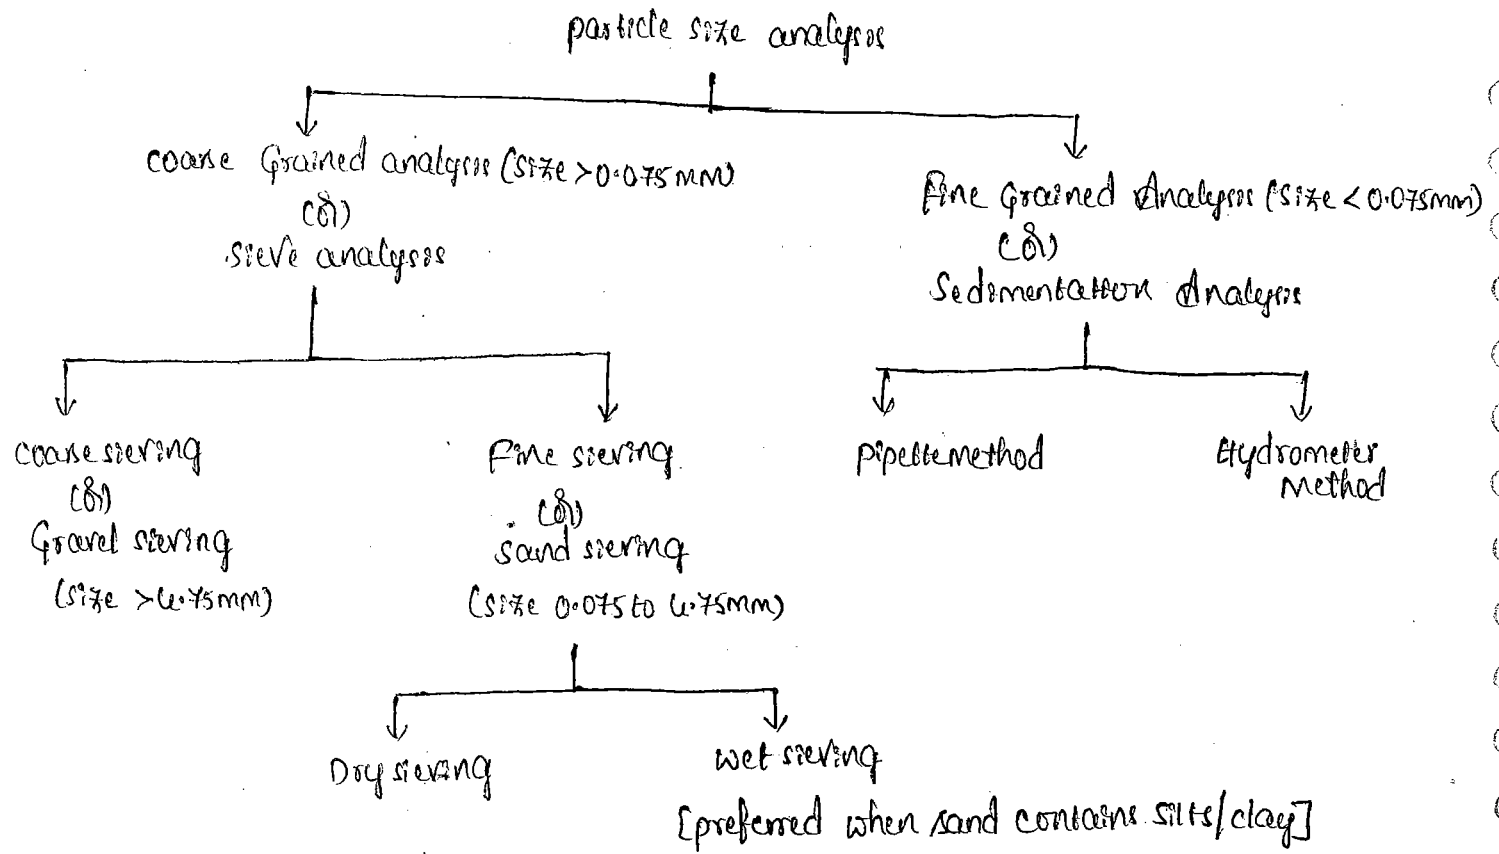 particle size analysis
coarse Grained analysis (size >0.075mm)
(or)
sieve analysis
Fine Grained Analysis (size < 0.075mm)
(or)
Sedimentation Analysis
coarse sieving
(or)
Gravel sieving
(size >4.75mm)
Fine sieving
(or)
sand sieving
(size 0.075 to 4.75mm)
pipette method
Hydrometer
Method
Dry sieving
wet sieving
[preferred when sand contains silts/clay]